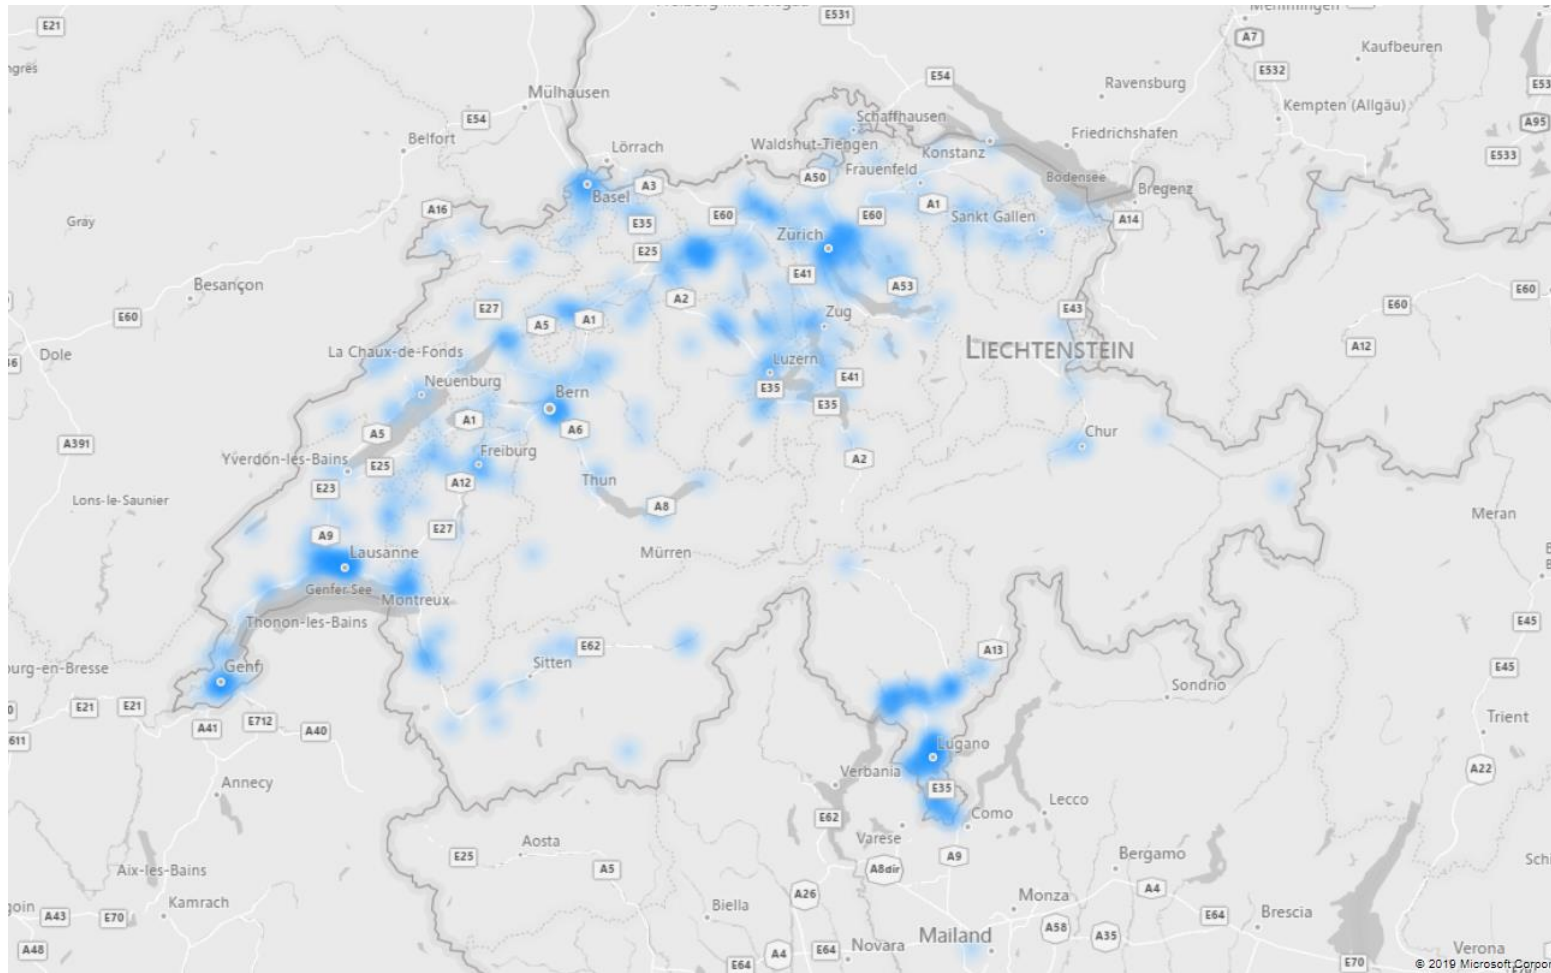 E21
E531
Memmingen
A7
Kaufbeuren
E532
E54
Ravensburg
Mülhausen
Kempten (Allgäu)
E54
Schaffhausen
A95
Belfort
Friedrichshafen
Lörrach
Waldshut-Tiengen
Konstanz
E533
Frauenfeld
A50
Bodensee
A3
Bregenz
Basel
A16
A1
Gray
E35
E60
E60
Sankt Gallen
A14
Zürich
E25
E41
Besançon
A53
E60
E60
A2
E27
A5
A1
Zug
E43
E60
Dole
La Chaux-de-Fonds
LIECHTENSTEIN
A12
Luzern
Neuenburg
E41
Bern
E35
E35
A1
A6
A5
Chur
A391
Freiburg
Yverdon-les-Bains
E25
A2
Thun
A12
E23
Lons-le-Saunier
A8
Meran
E27
A9
Lausanne
Mürren
Genfer See
Montreux
Thonon-les-Bains
E45
E62
A13
Genf
Sitten
E45
Sondrio
E21
E21
A41
E712
A40
Trient
Lugano
Verbania
A22
Annecy
E35
Lecco
E62
Como
Varese
Aosta
E25
A9
Bergamo
A5
A8dir
Aix-les-Bains
A4
A26
Monza
Kamrach
Biella
A43
E70
E64
Brescia
A58
A35
Mailand
A48
Novara
Verona
A4
E64
E64
E70
© 2019 Microsoft Corpor